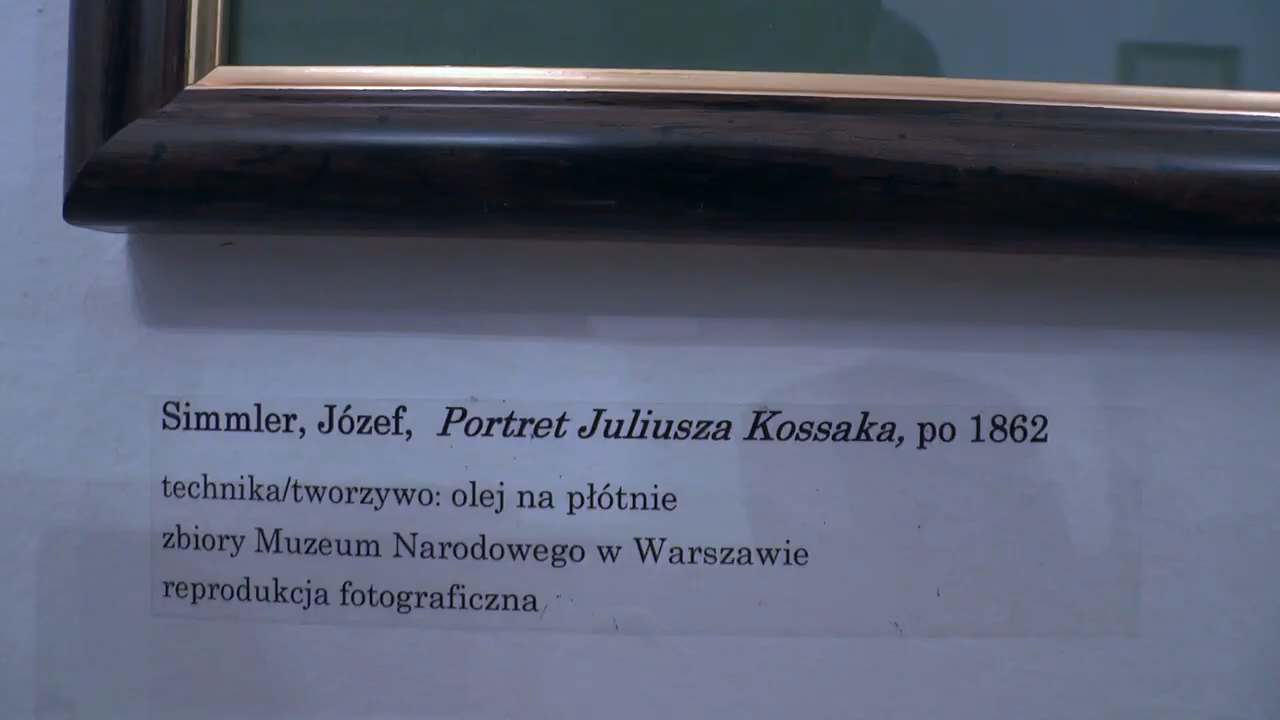 Simmler, Józef, Portret Juliusza Kossaka, po 1862
technika/tworzywo: olej na płótnie
zbiory Muzeum Narodowego w Warszawie
reprodukcja fotograficzna